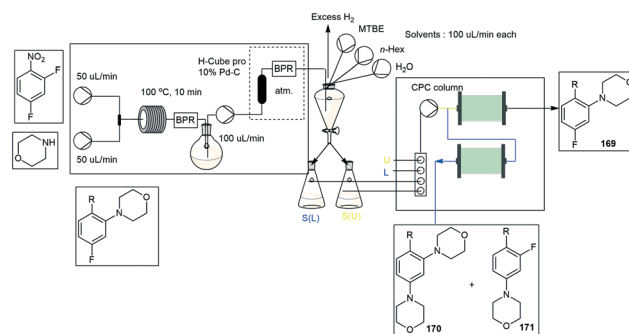 Excess H2
MTBE
n-Hex
H2O
Solvents : 100 uL/min each
H-Cube pro
10% Pd-C
BPR
atm.
NO2
F
F
50 uL/min
50 uL/min
100 ºC, 10 min
BPR
100 uL/min
NH
O
R
N
O
F
S(L)
S(U)
CPC column
U
L
R
N
O
F
169
R
N
O
N
O
170
+
R
F
N
O
171